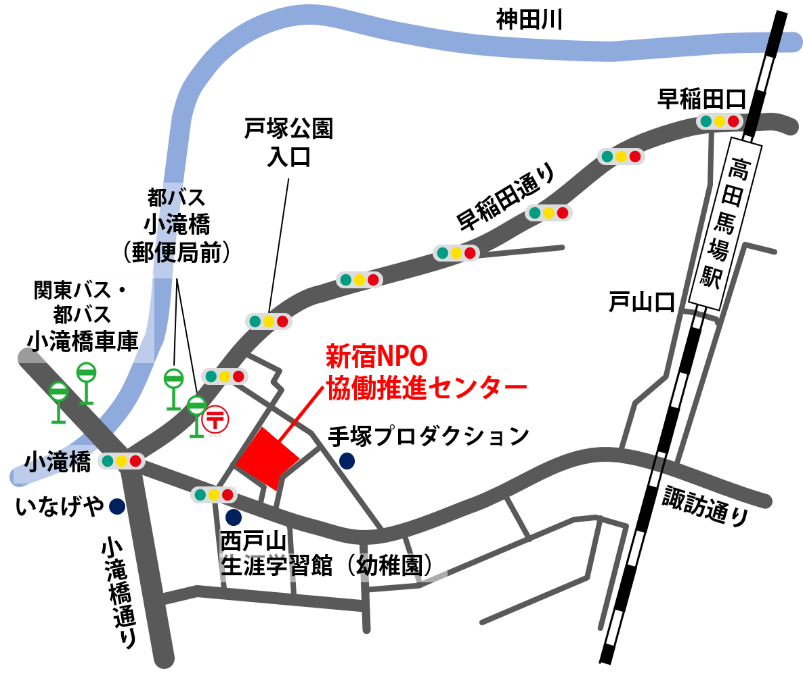 神田川
早稲田口
戸塚公園
入口
早稲田通り
高田馬場駅
都バス
小滝橋
（郵便局前）
関東バス・
都バス
小滝橋車庫
戸山口
新宿NPO
協働推進センター
〒
手塚プロダクション
小滝橋
いなげや
諏訪通り
西戸山
生涯学習館（幼稚園）
小滝橋通り